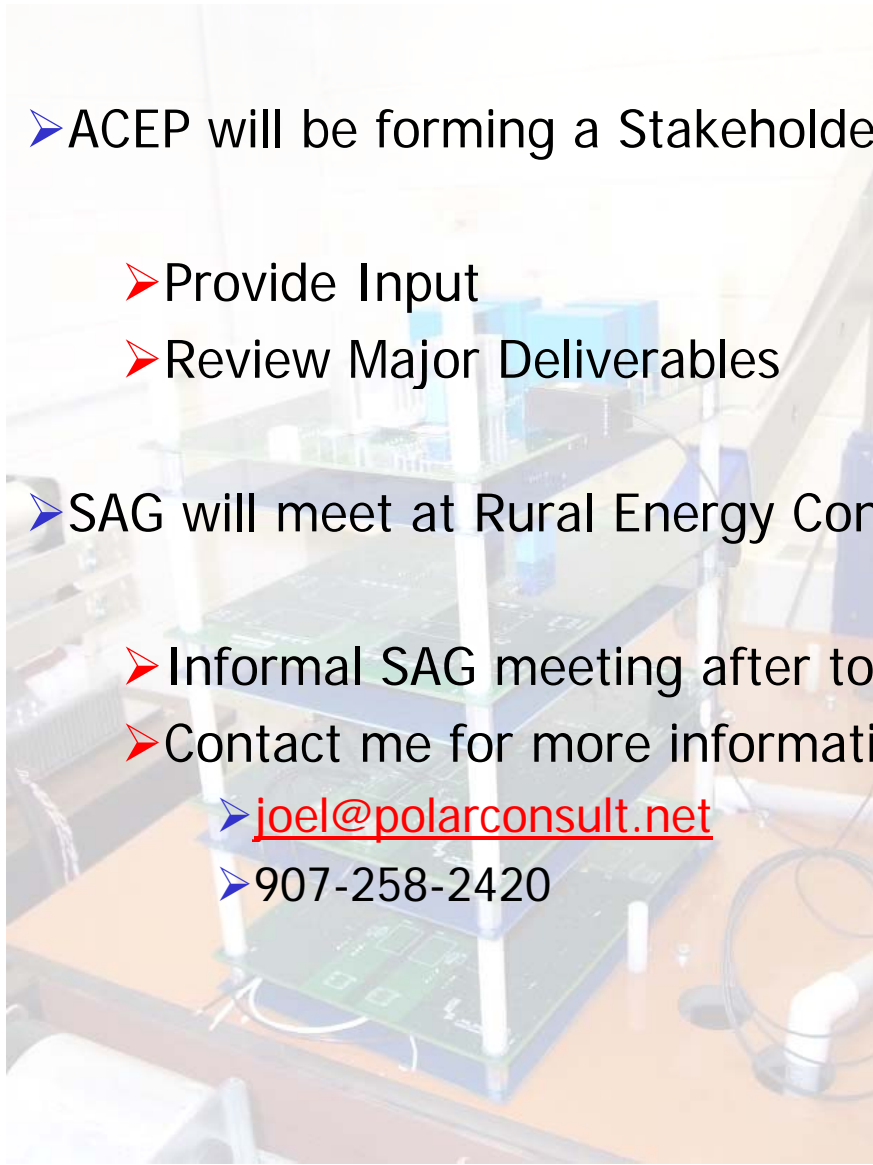 ➢ACEP will be forming a Stakeholde
➢Provide Input
➢Review Major Deliverables
➢SAG will meet at Rural Energy Con
➢Informal SAG meeting after to
➢Contact me for more informati
➢joel@polarconsult.net
➢907-258-2420